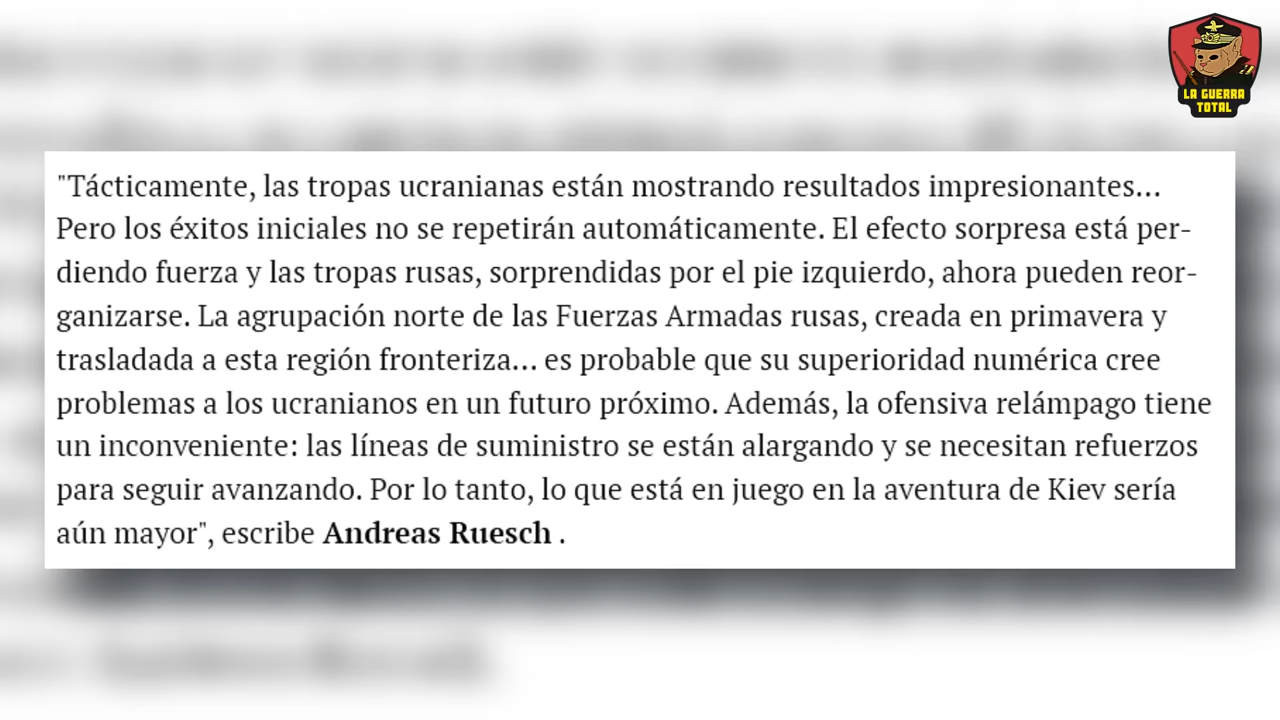 LA GUERRA
TOTAL
"Tácticamente, las tropas ucranianas están mostrando resultados impresionantes...
Pero los éxitos iniciales no se repetirán automáticamente. El efecto sorpresa está per-
diendo fuerza y las tropas rusas, sorprendidas por el pie izquierdo, ahora pueden reor-
ganizarse. La agrupación norte de las Fuerzas Armadas rusas, creada en primavera y
trasladada a esta región fronteriza... es probable que su superioridad numérica cree
problemas a los ucranianos en un futuro próximo. Además, la ofensiva relámpago tiene
un inconveniente: las líneas de suministro se están alargando y se necesitan refuerzos
para seguir avanzando. Por lo tanto, lo que está en juego en la aventura de Kiev sería
aún mayor", escribe Andreas Ruesch .